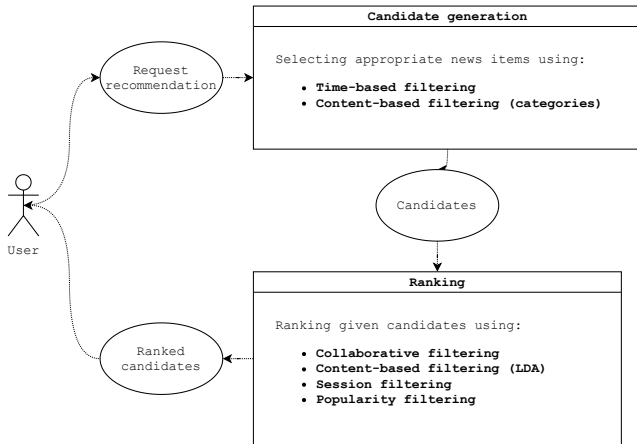 Candidate generation
Selecting appropriate news items using:
• Time-based filtering
• Content-based filtering (categories)
Request
recommendation
User
Candidates
Ranking
Ranking given candidates using:
• Collaborative filtering
• Content-based filtering (LDA)
• Session filtering
• Popularity filtering
Ranked
candidates